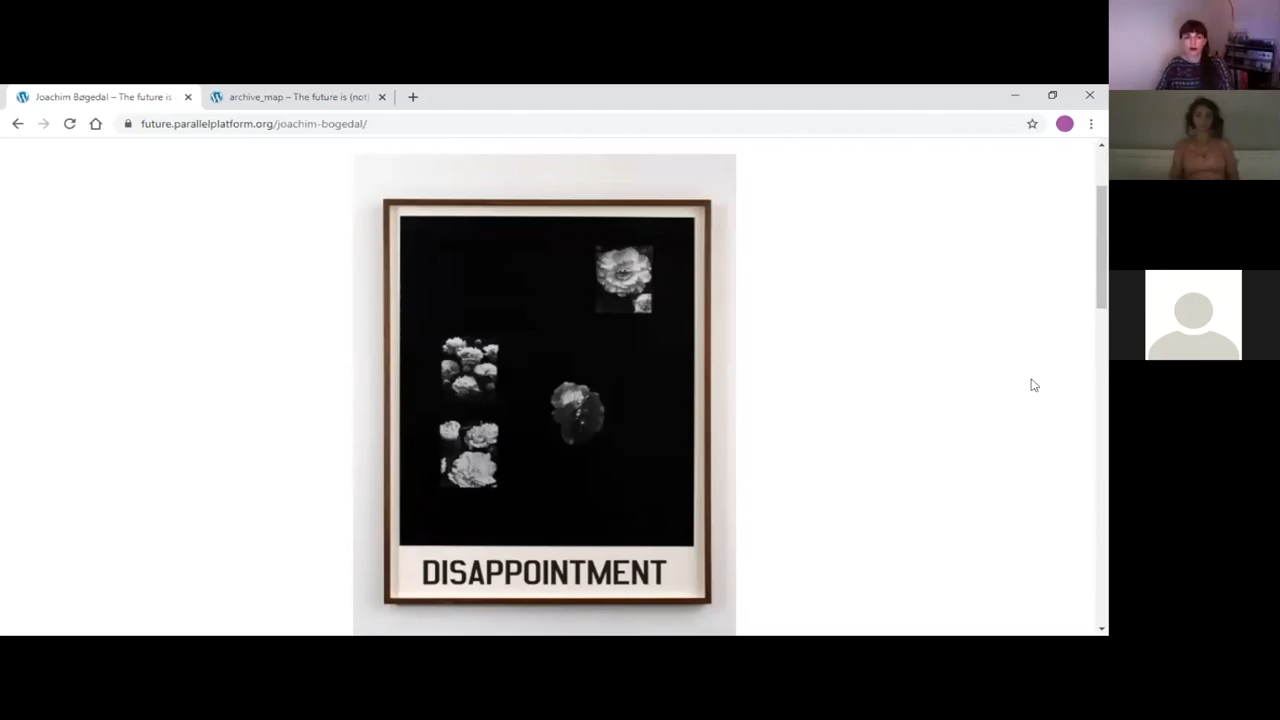 Joachim Bøgedal – The future is
archive_map – The future is (not)
future.parallelplatform.org/joachim-bogedal/
DISAPPOINTMENT